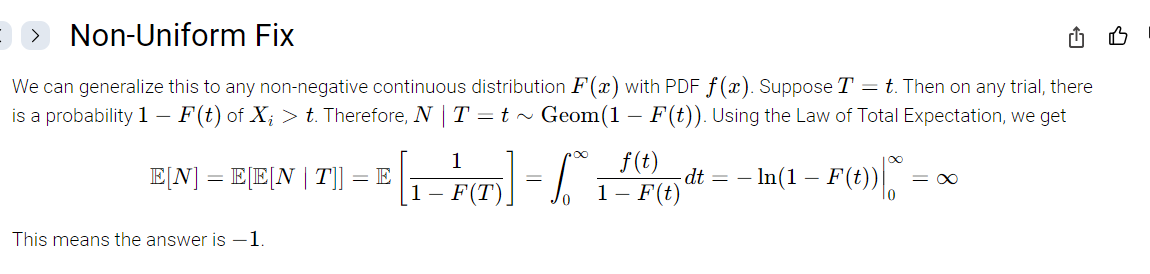 Non-Uniform Fix
We can generalize this to any non-negative continuous distribution F(x) with PDF f(x). Suppose T = t. Then on any trial, there
is a probability 1 − F(t) of X_i > t. Therefore, N | T = t ∼ Geom(1 − F(t)). Using the Law of Total Expectation, we get
𝔼[N] = 𝔼[𝔼[N | T]] = 𝔼[1/(1 − F(T))] = ∫_0^∞ f(t)/(1 − F(t)) dt = − ln(1 − F(t))|_0^∞ = ∞
This means the answer is −1.